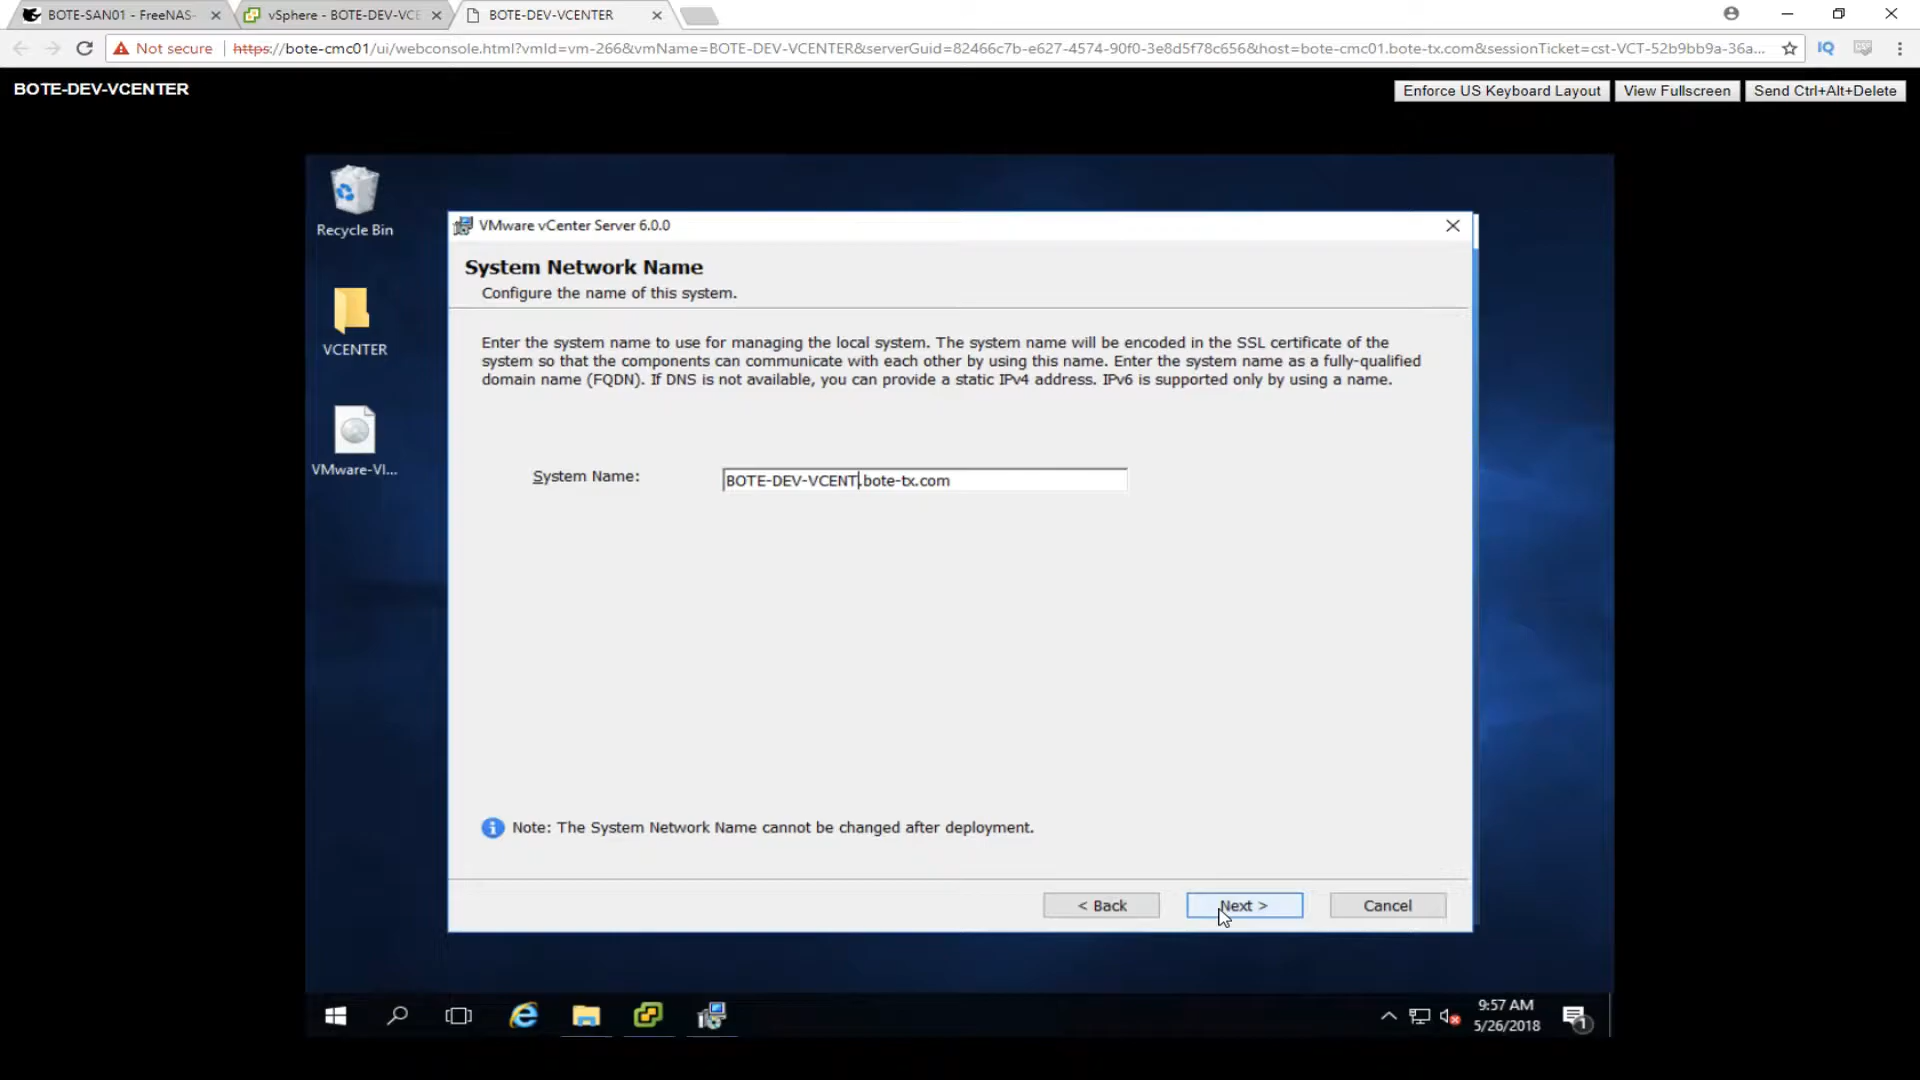 BOTE-SAN01 - FreeNAS-
vSphere - BOTE-DEV-VCE
BOTE-DEV-VCENTER
Not secure
https://bote-cmc01/ui/webconsole.html?vmId=vm-266&vmName=BOTE-DEV-VCENTER&serverGuid=82466c7b-e627-4574-90f0-3e8d5f78c656&host=bote-cmc01.bote-tx.com&sessionTicket=cst-VCT-52b9bb9a-36a...
IQ
BOTE-DEV-VCENTER
Enforce US Keyboard Layout
View Fullscreen
Send Ctrl+Alt+Delete
Recycle Bin
VCENTER
VMware-VI...
VMware vCenter Server 6.0.0
System Network Name
Configure the name of this system.
Enter the system name to use for managing the local system. The system name will be encoded in the SSL certificate of the
system so that the components can communicate with each other by using this name. Enter the system name as a fully-qualified
domain name (FQDN). If DNS is not available, you can provide a static IPv4 address. IPv6 is supported only by using a name.
System Name:
BOTE-DEV-VCENT.bote-tx.com
Note: The System Network Name cannot be changed after deployment.
< Back
Next >
Cancel
9:57 AM
5/26/2018
1